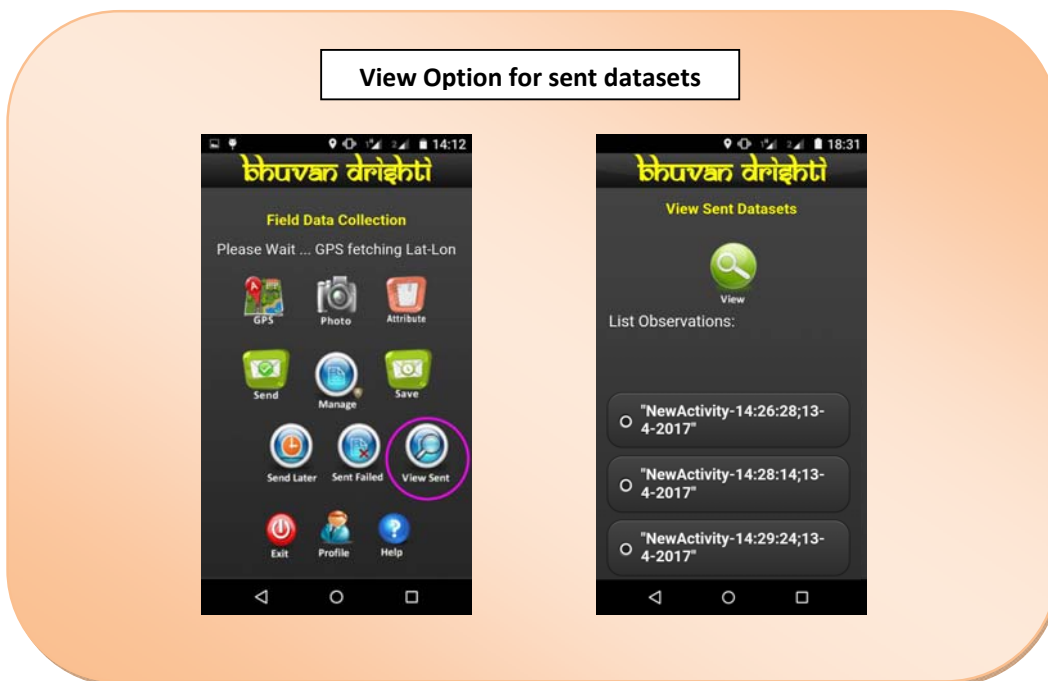 View Option for sent datasets
14:12
bhuvan drishti
Field Data Collection
Please Wait ... GPS fetching Lat-Lon
GPS Photo Attribute
Send Manage Save
Send Later Sent Failed View Sent
Exit Profile Help
18:31
bhuvan drishti
View Sent Datasets
View
List Observations:
"NewActivity-14:26:28;13-
4-2017"
"NewActivity-14:28:14;13-
4-2017"
"NewActivity-14:29:24;13-
4-2017"